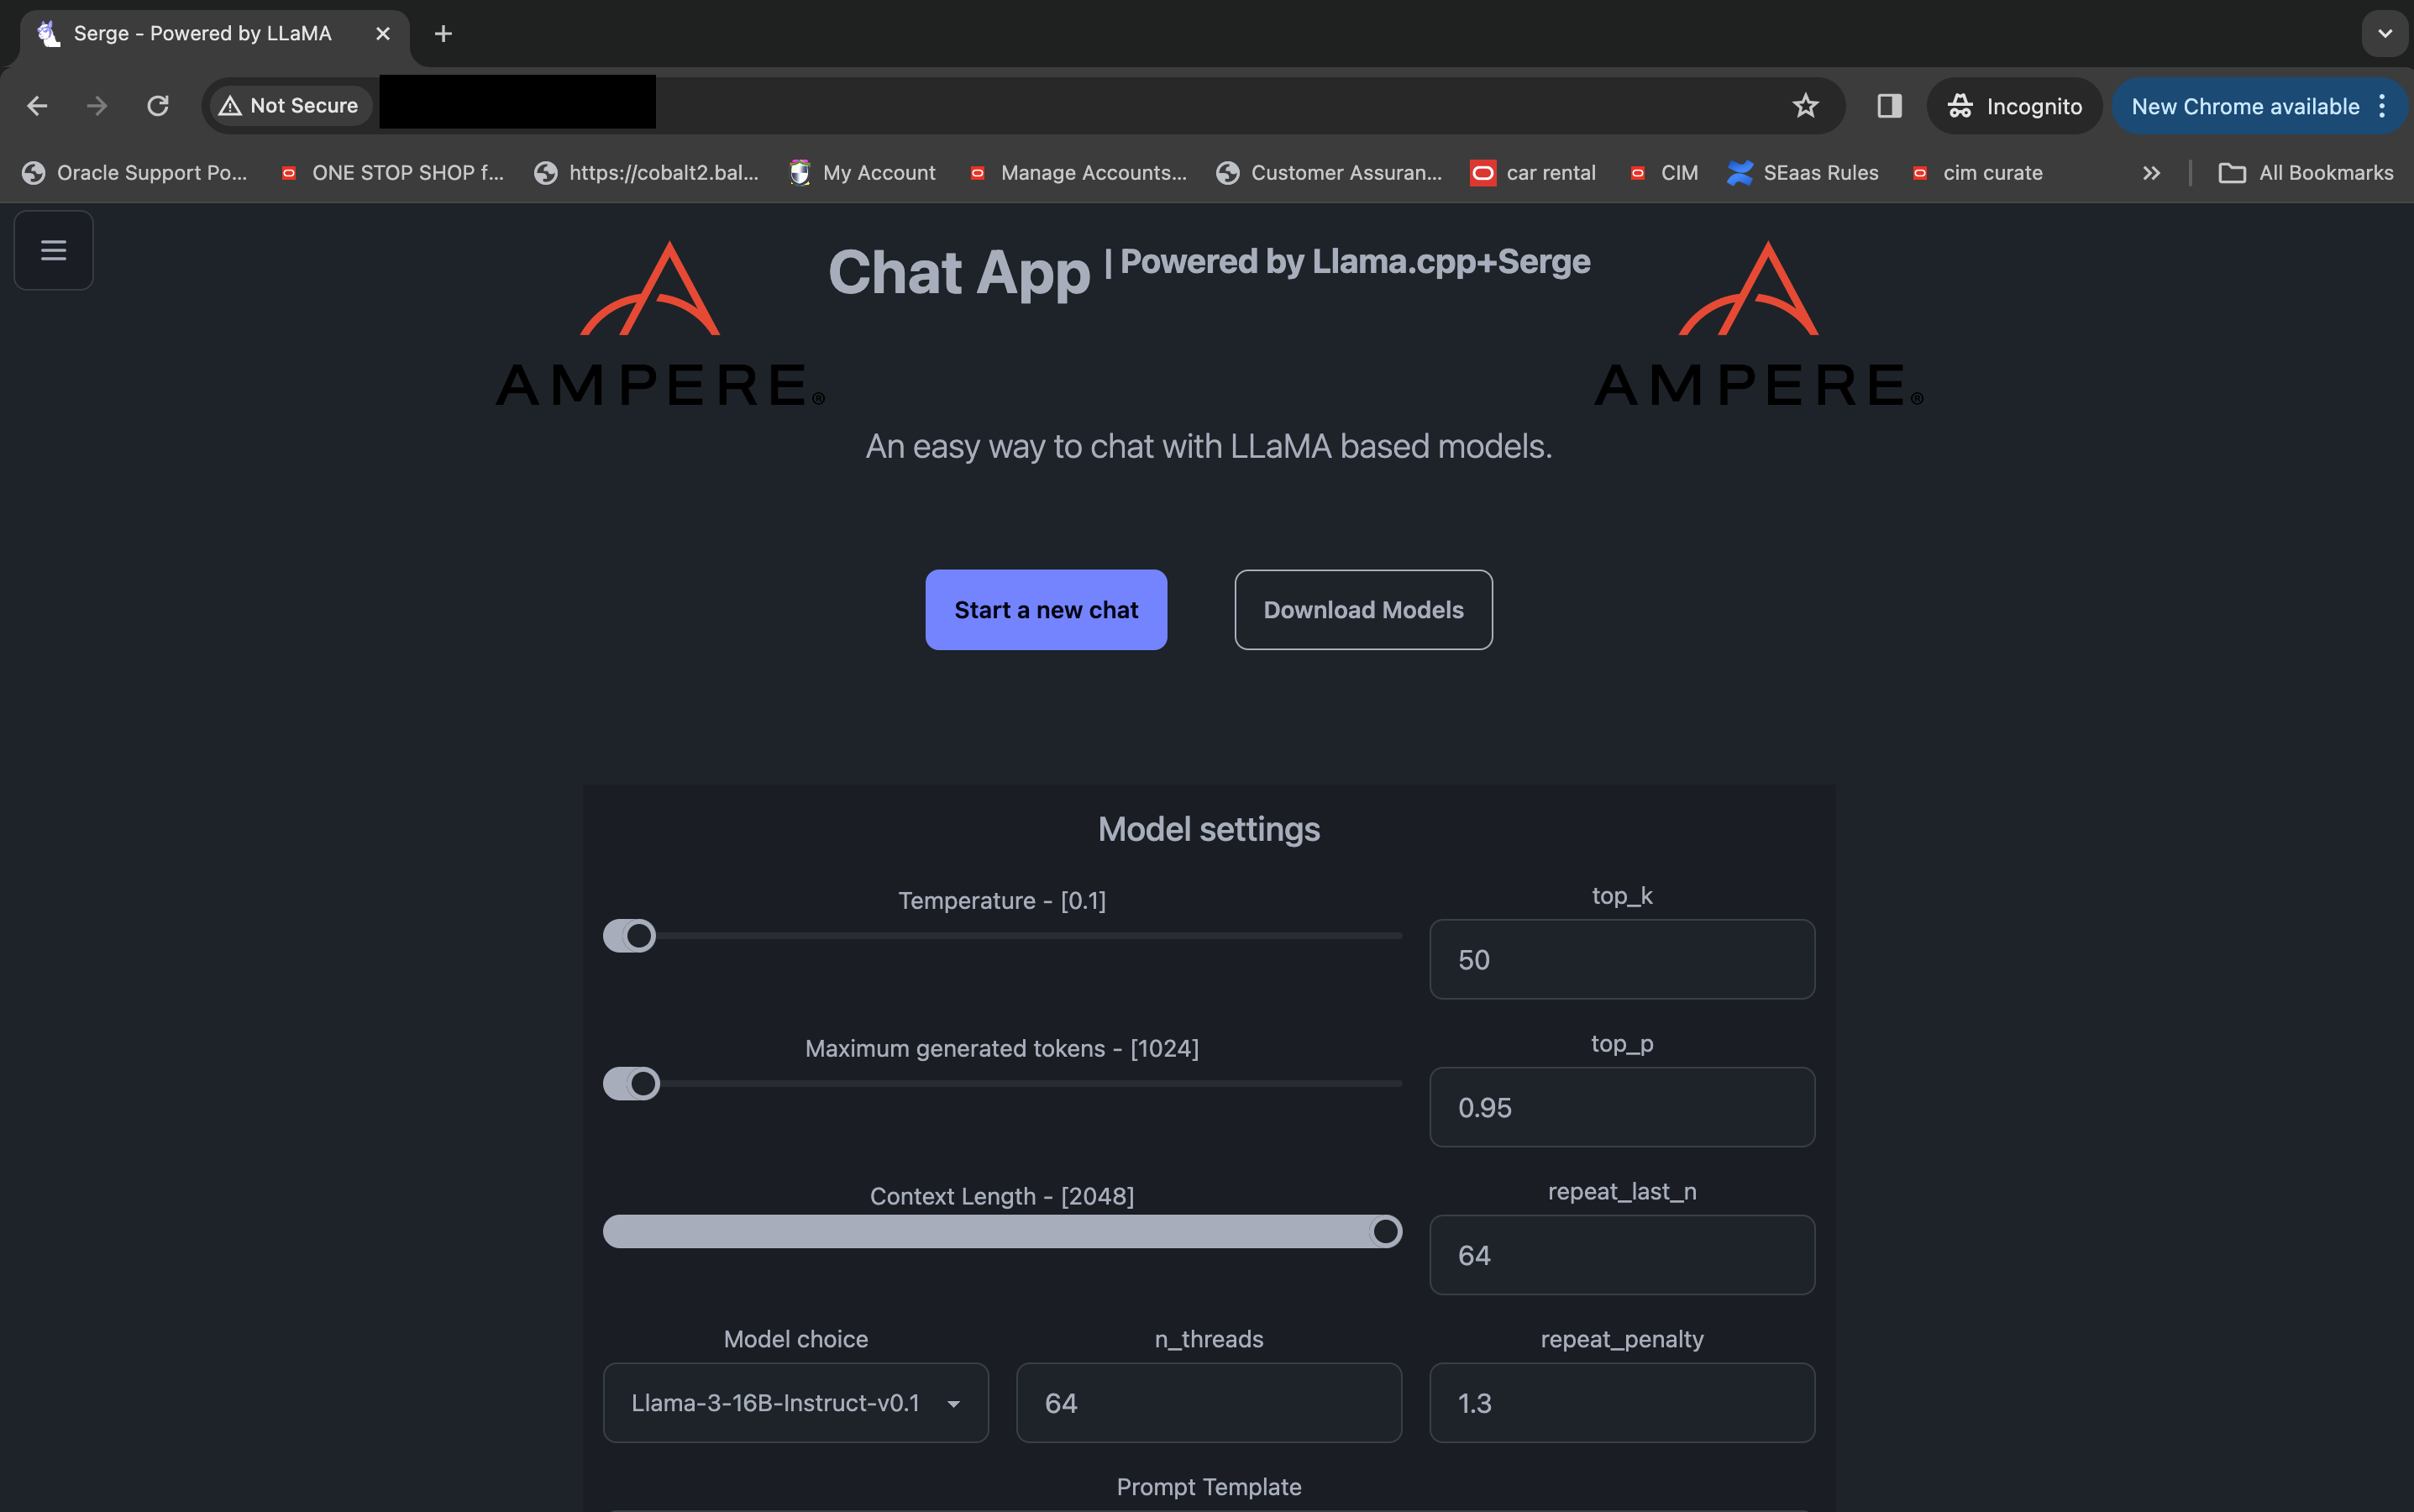 Serge - Powered by LLaMA
Not Secure
Incognito
New Chrome available
Oracle Support Po... ONE STOP SHOP f... https://cobalt2.bal... My Account Manage Accounts... Customer Assuran... car rental CIM SEaas Rules cim curate All Bookmarks
Chat App | Powered by Llama.cpp+Serge
AMPERE® AMPERE®
An easy way to chat with LLaMA based models.
Start a new chat Download Models
Model settings
Temperature - [0.1] top_k
50
Maximum generated tokens - [1024] top_p
0.95
Context Length - [2048] repeat_last_n
64
Model choice n_threads repeat_penalty
Llama-3-16B-Instruct-v0.1 64 1.3
Prompt Template